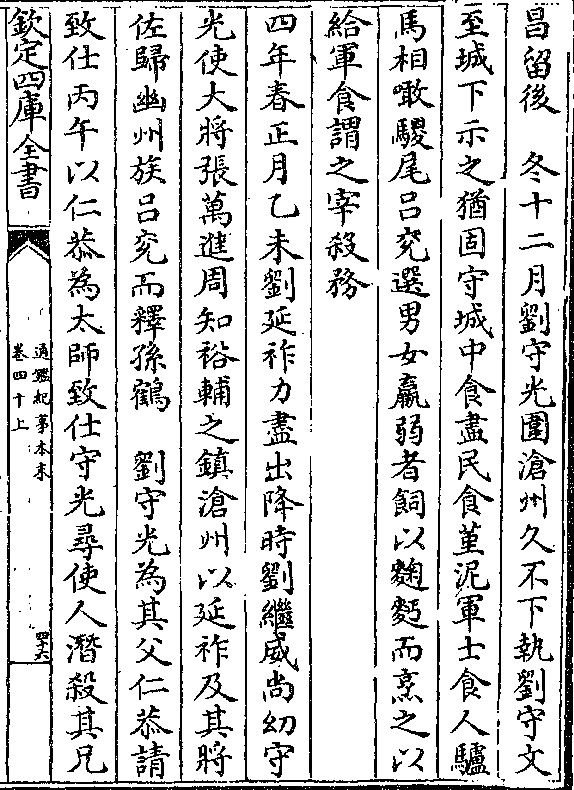 昌留後　冬十二月劉守光圍滄州久不下執劉守文
至城下示之猶固守城中食盡民食堇泥軍士食人驢
馬相噉騣尾呂兖選男女羸弱者飼以麴麪而烹之以
給軍食謂之宰殺務
四年春正月乙未劉延祚力盡出降時劉繼威尚幼守
光使大將張萬進周知裕輔之鎮滄州以延祚及其將
佐歸幽州族呂兖而釋孫鶴　劉守光為其父仁恭請
致仕丙午以仁恭為太師致仕守光尋使人潛殺其兄
欽定四庫全書
通鑑紀事本末
卷四十上
四十六